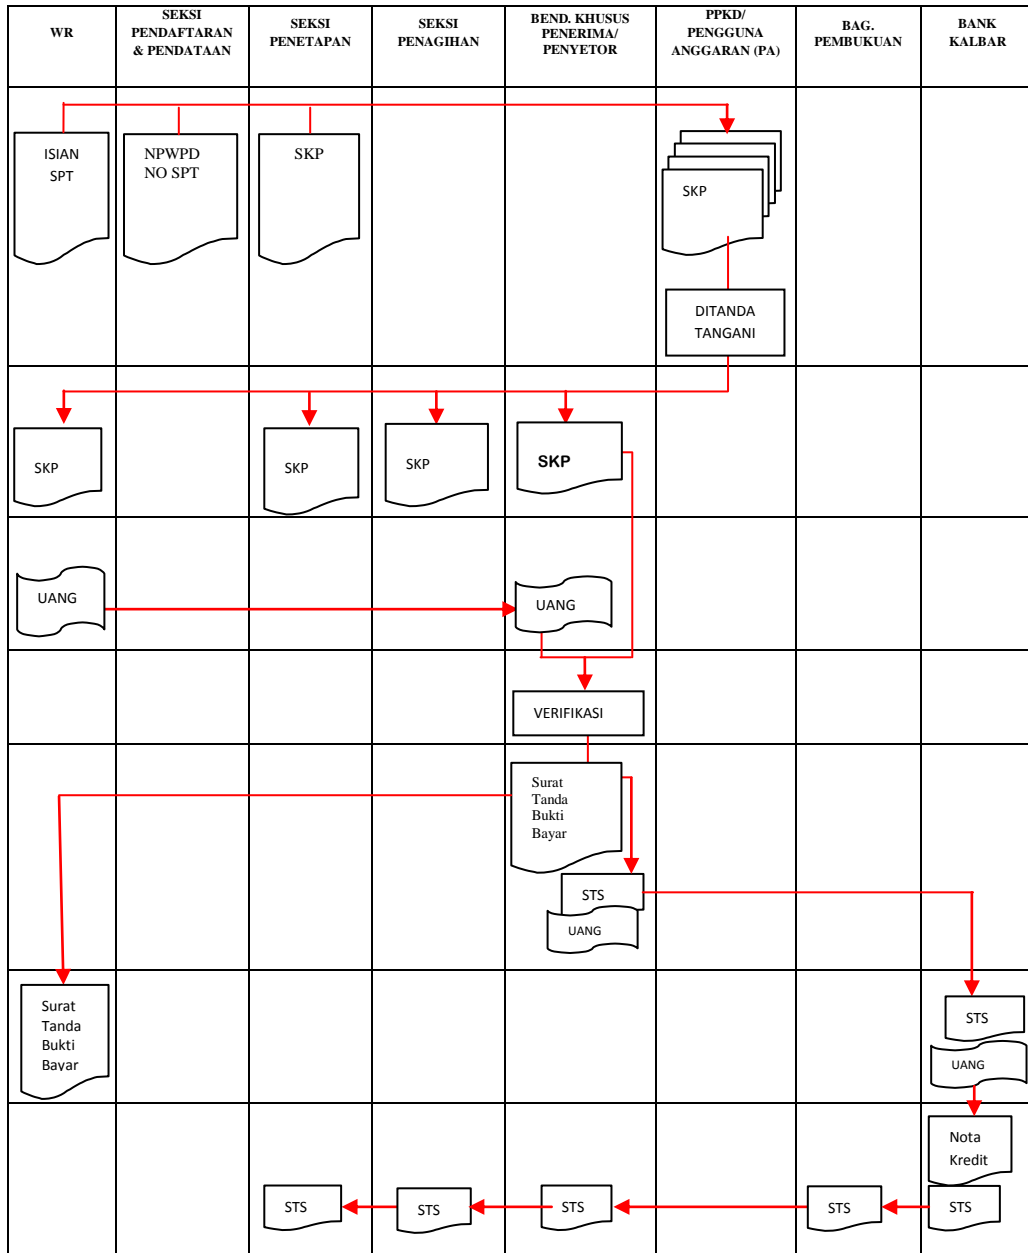 WR
SEKSI
PENDAFTARAN
& PENDATAAN
SEKSI
PENETAPAN
SEKSI
PENAGIHAN
BEND. KHUSUS
PENERIMA/
PENYETOR
PPKD/
PENGGUNA
ANGGARAN (PA)
BAG.
PEMBUKUAN
BANK
KALBAR
ISIAN
SPT
NPWPD
NO SPT
SKP
SKP
DITANDA
TANGANI
SKP
SKP
SKP
SKP
UANG
UANG
VERIFIKASI
Surat
Tanda
Bukti
Bayar
STS
UANG
Surat
Tanda
Bukti
Bayar
STS
UANG
Nota
Kredit
STS
STS
STS
STS
STS